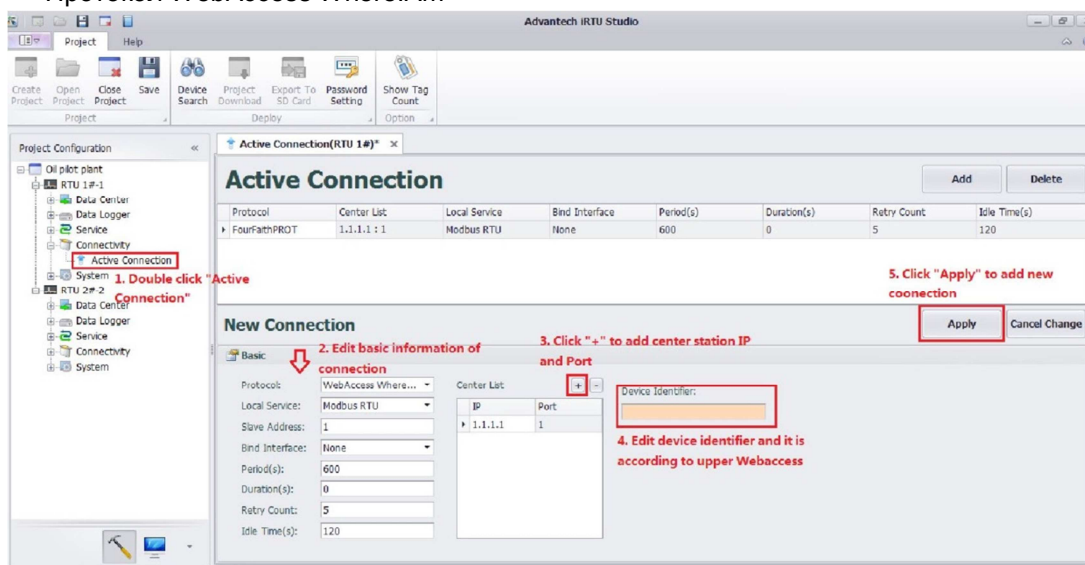 Протокол WebAccess WhereIAm
Advantech iRTU Studio
Project Help
Create Project
Open Project
Close Project
Save
Device Search
Project Download
Export To SD Card
Password Setting
Show Tag Count
Project
Deploy
Option
Project Configuration
Oil pilot plant
RTU 1#-1
Data Center
Data Logger
Service
Connectivity
Active Connection
System
RTU 2#-2
Data Center
Data Logger
Service
Connectivity
System
1. Double click "Active
Connection"
Active Connection(RTU 1#)*
Active Connection
Add Delete
Protocol Center List Local Service Bind Interface Period(s) Duration(s) Retry Count Idle Time(s)
FourFaithPROT 1.1.1.1 : 1 Modbus RTU None 600 0 5 120
5. Click "Apply" to add new
coonection
New Connection
Apply Cancel Change
Basic
2. Edit basic information of
connection
3. Click "+" to add center station IP
and Port
Protocol: WebAccess Where...
Local Service: Modbus RTU
Slave Address: 1
Bind Interface: None
Period(s): 600
Duration(s): 0
Retry Count: 5
Idle Time(s): 120
Center List + -
IP Port
1.1.1.1 1
Device Identifier:
4. Edit device identifier and it is
according to upper Webaccess